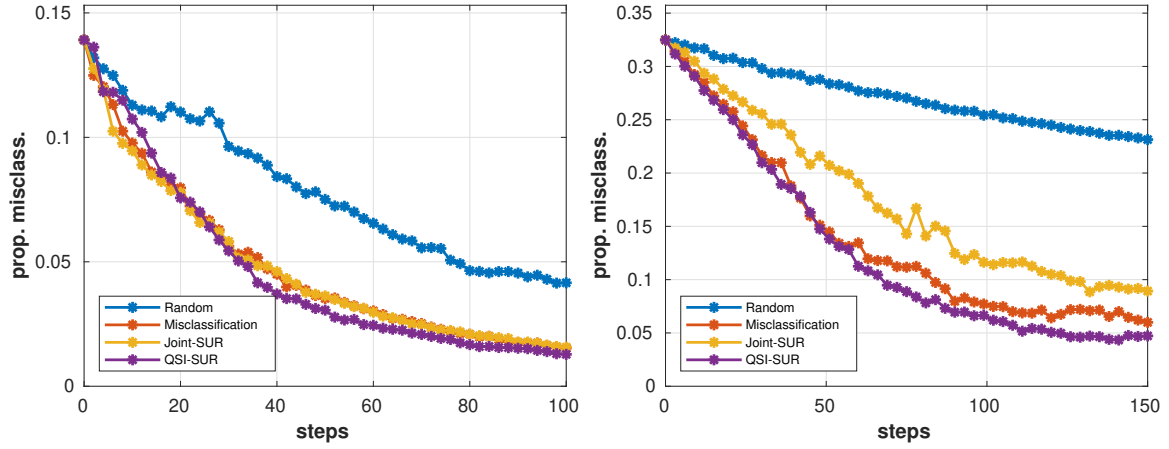 0.15
0.1
0.05
0
prop. misclass.
Random
Misclassification
Joint-SUR
QSI-SUR
0
20
40
60
80
100
steps
0.35
0.3
0.25
0.2
0.15
0.1
0.05
0
prop. misclass.
Random
Misclassification
Joint-SUR
QSI-SUR
0
50
100
150
steps